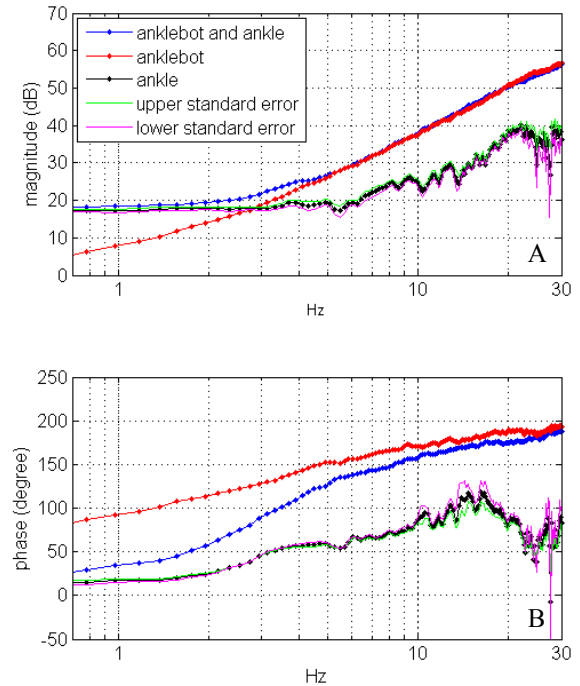 70
60
50
40
30
20
10
0
magnitude (dB)
anklebot and ankle
anklebot
ankle
upper standard error
lower standard error
A
1
10
30
Hz
250
200
150
100
50
0
-50
phase (degree)
B
1
10
30
Hz